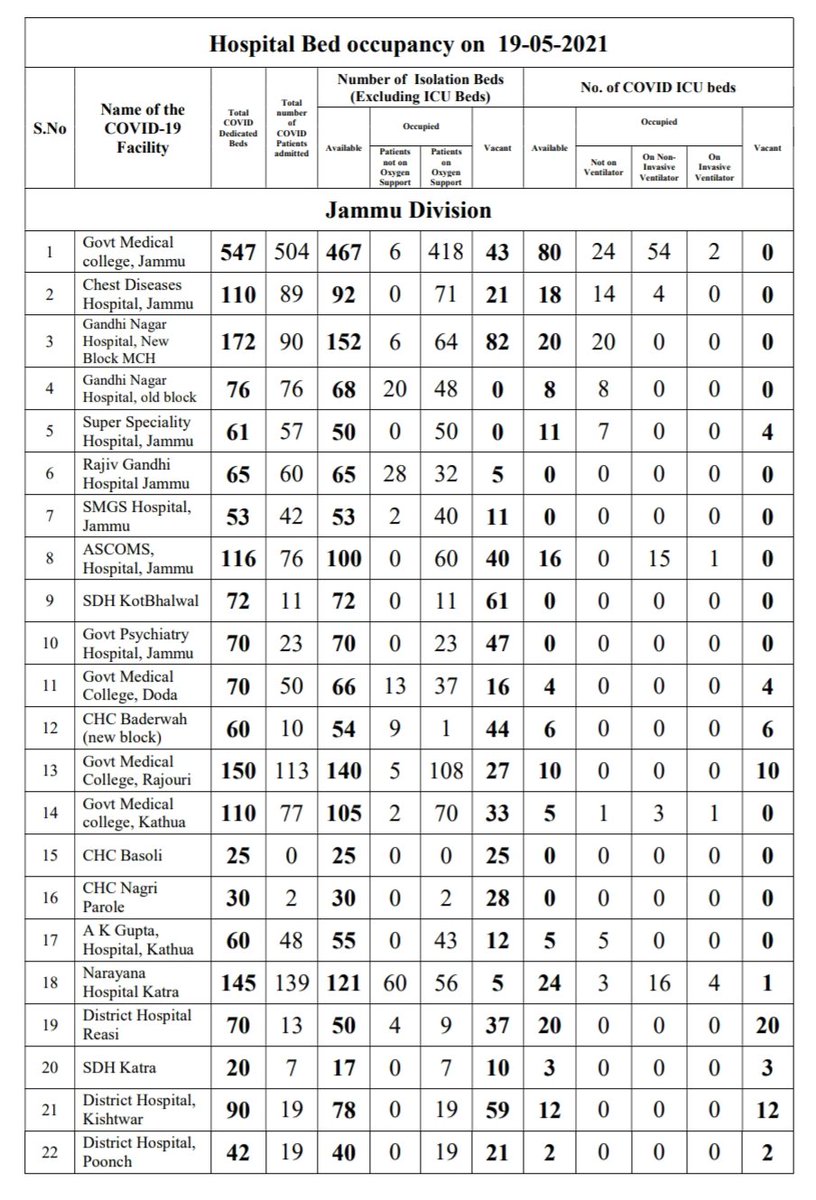 Hospital Bed occupancy on 19-05-2021
S.No
Name of the
COVID-19
Facility
Total
COVID
Dedicated
Beds
Total
number
of
COVID
Patients
admitted
Number of Isolation Beds
(Excluding ICU Beds)
No. of COVID ICU beds
Available
Occupied
Patients
not on
Oxygen
Support
Patients
on
Oxygen
Support
Vacant
Available
Occupied
Not on
Ventilator
On Non-
Invasive
Ventilator
On
Invasive
Ventilator
Vacant
Jammu Division
1 Govt Medical
college, Jammu 547 504 467 6 418 43 80 24 54 2 0
2 Chest Diseases
Hospital, Jammu 110 89 92 0 71 21 18 14 4 0 0
3 Gandhi Nagar
Hospital, New
Block MCH 172 90 152 6 64 82 20 20 0 0 0
4 Gandhi Nagar
Hospital, old block 76 76 68 20 48 0 8 8 0 0 0
5 Super Speciality
Hospital, Jammu 61 57 50 0 50 0 11 7 0 0 4
6 Rajiv Gandhi
Hospital Jammu 65 60 65 28 32 5 0 0 0 0 0
7 SMGS Hospital,
Jammu 53 42 53 2 40 11 0 0 0 0 0
8 ASCOMS,
Hospital, Jammu 116 76 100 0 60 40 16 0 15 1 0
9 SDH KotBhalwal 72 11 72 0 11 61 0 0 0 0 0
10 Govt Psychiatry
Hospital, Jammu 70 23 70 0 23 47 0 0 0 0 0
11 Govt Medical
College, Doda 70 50 66 13 37 16 4 0 0 0 4
12 CHC Baderwah
(new block) 60 10 54 9 1 44 6 0 0 0 6
13 Govt Medical
College, Rajouri 150 113 140 5 108 27 10 0 0 0 10
14 Govt Medical
college, Kathua 110 77 105 2 70 33 5 1 3 1 0
15 CHC Basoli 25 0 25 0 0 25 0 0 0 0 0
16 CHC Nagri
Parole 30 2 30 0 2 28 0 0 0 0 0
17 A K Gupta,
Hospital, Kathua 60 48 55 0 43 12 5 5 0 0 0
18 Narayana
Hospital Katra 145 139 121 60 56 5 24 3 16 4 1
19 District Hospital
Reasi 70 13 50 4 9 37 20 0 0 0 20
20 SDH Katra 20 7 17 0 7 10 3 0 0 0 3
21 District Hospital,
Kishtwar 90 19 78 0 19 59 12 0 0 0 12
22 District Hospital,
Poonch 42 19 40 0 19 21 2 0 0 0 2